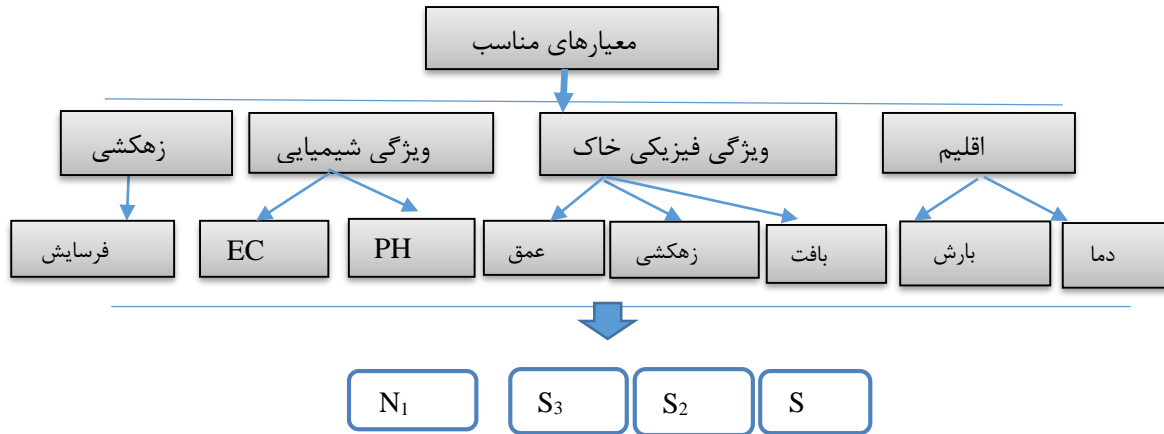 معیارهای مناسب
اقلیم
ویژگی فیزیکی خاک
ویژگی شیمیایی
زهکشی
دما
بارش
بافت
زهکشی
عمق
PH
EC
فرسایش
S
S₂
S₃
N₁